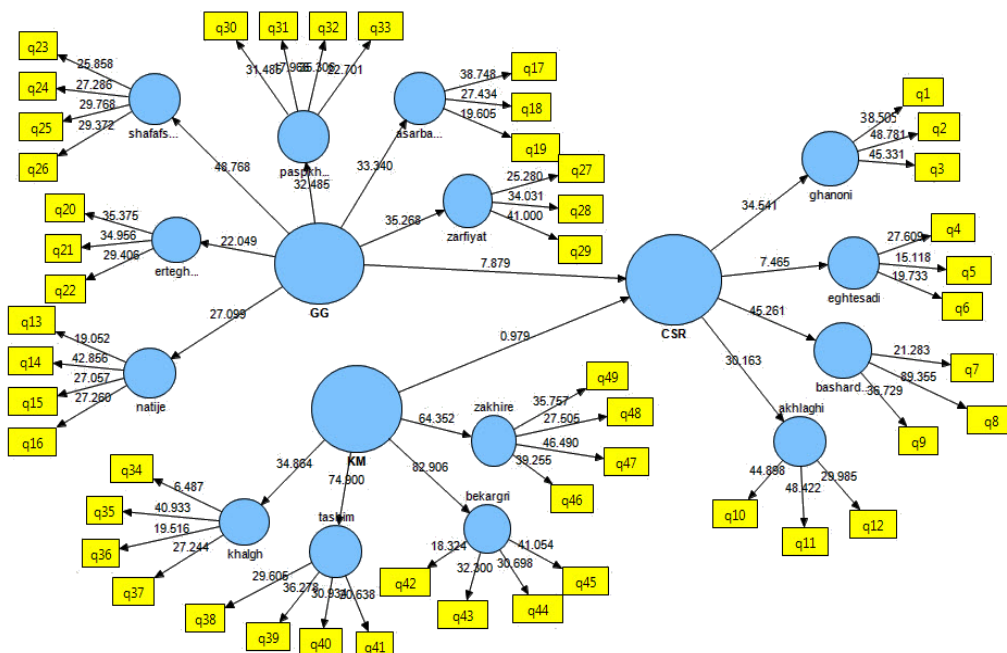 q23
q24
q25
q26
25.858
27.286
29.768
29.372
shafafs...
q30
q31
q32
q33
31.485
22.701
paspkh...
38.748
27.434
19.605
q17
q18
q19
asarba...
48.768
32.485
33.340
35.268
25.280
34.031
41.000
q27
q28
q29
zarfiyat
q20
q21
q22
35.375
34.956
29.406
ertegh...
22.049
GG
7.879
27.099
q13
q14
q15
q16
19.052
42.856
27.057
27.260
natije
38.505
48.781
45.331
q1
q2
q3
ghanoni
34.541
CSR
7.465
27.609
15.118
19.733
q4
q5
q6
eghtesadi
45.261
21.283
89.355
36.729
q7
q8
q9
bashard...
30.163
akhlaghi
44.898
48.422
29.985
q10
q11
q12
0.979
KM
64.352
zakhire
35.757
27.505
46.490
39.255
q49
q48
q47
q46
34.864
74.900
82.906
q34
q35
q36
q37
6.487
40.933
19.516
27.244
khalgh
tashim
29.605
36.278
30.934
q38
q39
q40
q41
bekargri
18.324
32.300
30.698
41.054
q42
q43
q44
q45